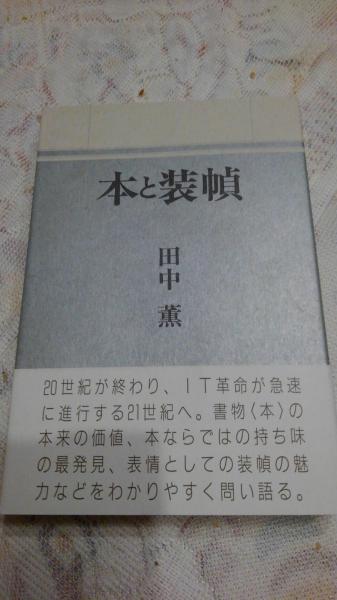 本と装幀
田中 薫
20世紀が終わり、IT革命が急速
に進行する21世紀へ。書物〈本〉の
本来の価値、本ならではの持ち味
の最発見、表情としての装幀の魅
力などをわかりやすく問い語る。